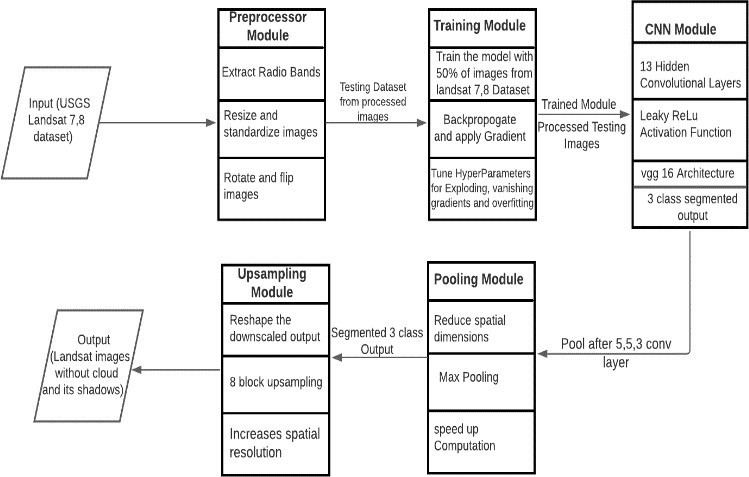 Input (USGS
Landsat 7,8
dataset)
Preprocessor
Module
Extract Radio Bands
Resize and
standardize images
Rotate and flip
images
Testing Dataset
from processed
images
Training Module
Train the model with
50% of images from
landsat 7,8 Dataset
Backpropogate
and apply Gradient
Tune HyperParameters
for Exploding, vanishing
gradients and overfitting
Trained Module
Processed Testing
Images
CNN Module
13 Hidden
Convolutional Layers
Leaky ReLu
Activation Function
vgg 16 Architecture
3 class segmented
output
Pool after 5,5,3 conv
layer
Pooling Module
Reduce spatial
dimensions
Max Pooling
speed up
Computation
Segmented 3 class
Output
Upsampling
Module
Reshape the
downscaled output
8 block upsampling
Increases spatial
resolution
Output
(Landsat images
without cloud
and its shadows)